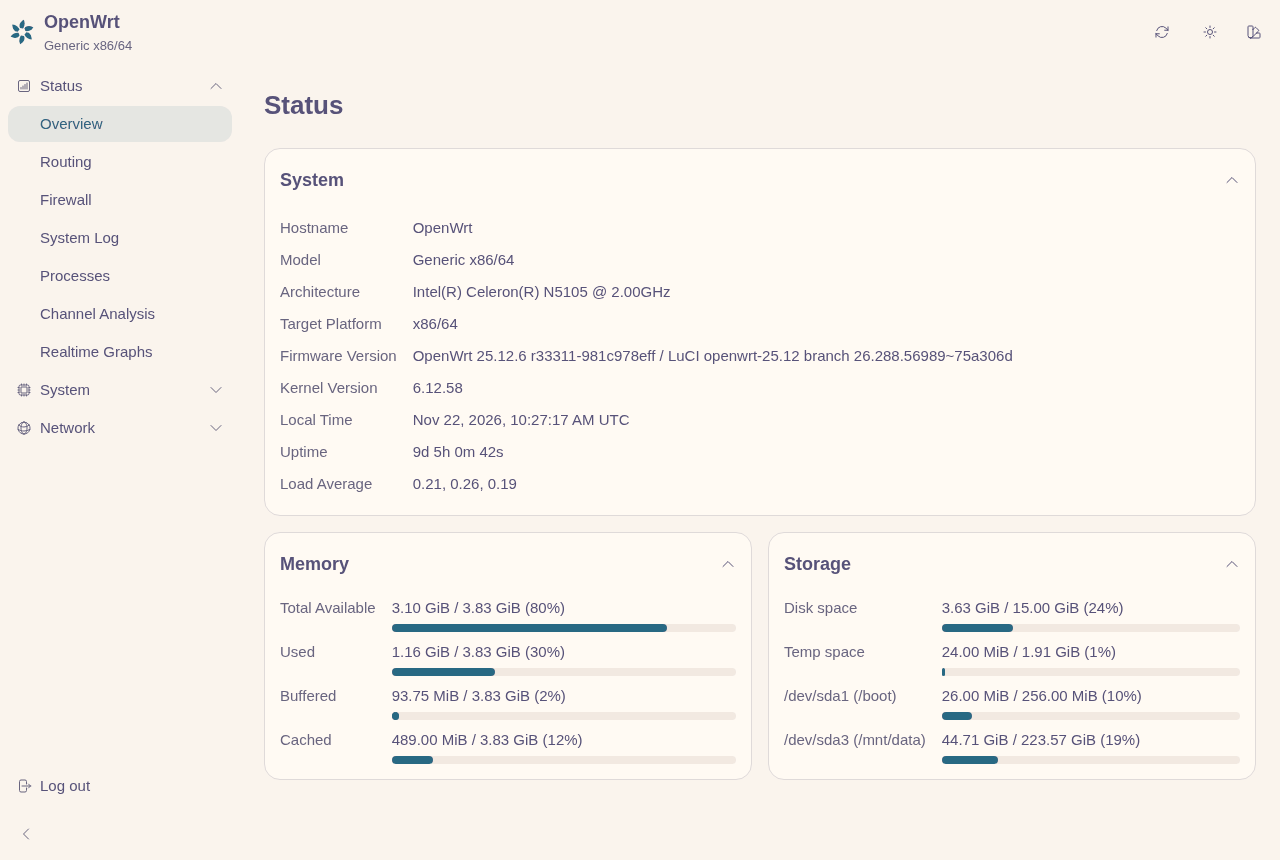 OpenWrt
Generic x86/64
Status
Overview
Routing
Firewall
System Log
Processes
Channel Analysis
Realtime Graphs
System
Network
Log out
Status
System
Hostname OpenWrt
Model Generic x86/64
Architecture Intel(R) Celeron(R) N5105 @ 2.00GHz
Target Platform x86/64
Firmware Version OpenWrt 25.12.6 r33311-981c978eff / LuCI openwrt-25.12 branch 26.288.56989~75a306d
Kernel Version 6.12.58
Local Time Nov 22, 2026, 10:27:17 AM UTC
Uptime 9d 5h 0m 42s
Load Average 0.21, 0.26, 0.19
Memory
Total Available 3.10 GiB / 3.83 GiB (80%)
Used 1.16 GiB / 3.83 GiB (30%)
Buffered 93.75 MiB / 3.83 GiB (2%)
Cached 489.00 MiB / 3.83 GiB (12%)
Storage
Disk space 3.63 GiB / 15.00 GiB (24%)
Temp space 24.00 MiB / 1.91 GiB (1%)
/dev/sda1 (/boot) 26.00 MiB / 256.00 MiB (10%)
/dev/sda3 (/mnt/data) 44.71 GiB / 223.57 GiB (19%)